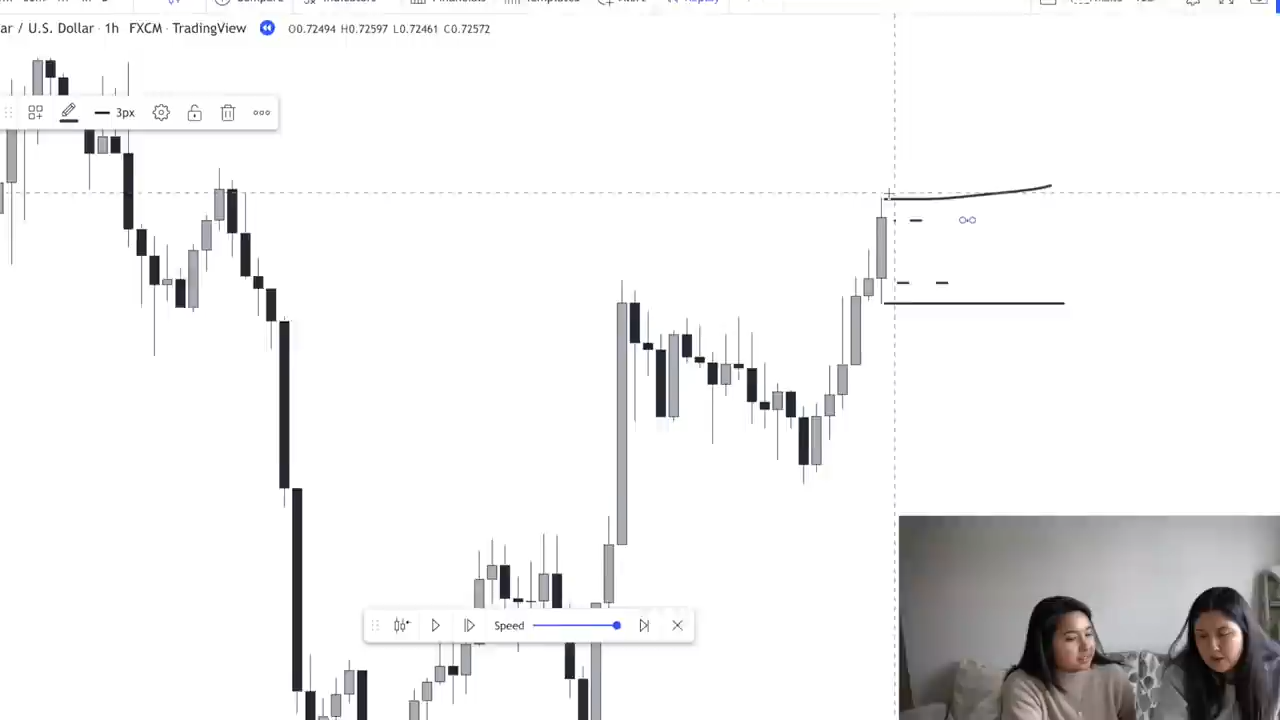 ar / U.S. Dollar · 1h FXCM · TradingView O0.72494 H0.72597 L0.72461 C0.72572
3px
Speed